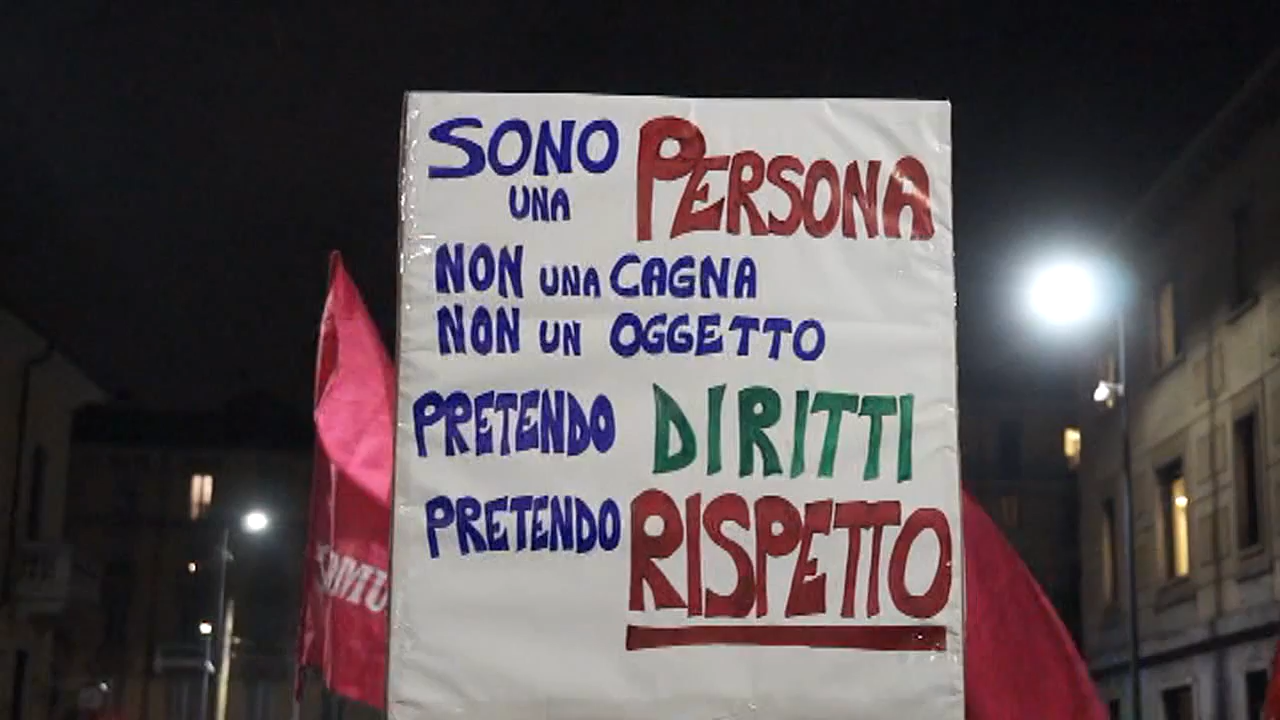 SONO UNA PERSONA
NON UNA CAGNA
NON UN OGGETTO
PRETENDO DIRITTI
PRETENDO RISPETTO